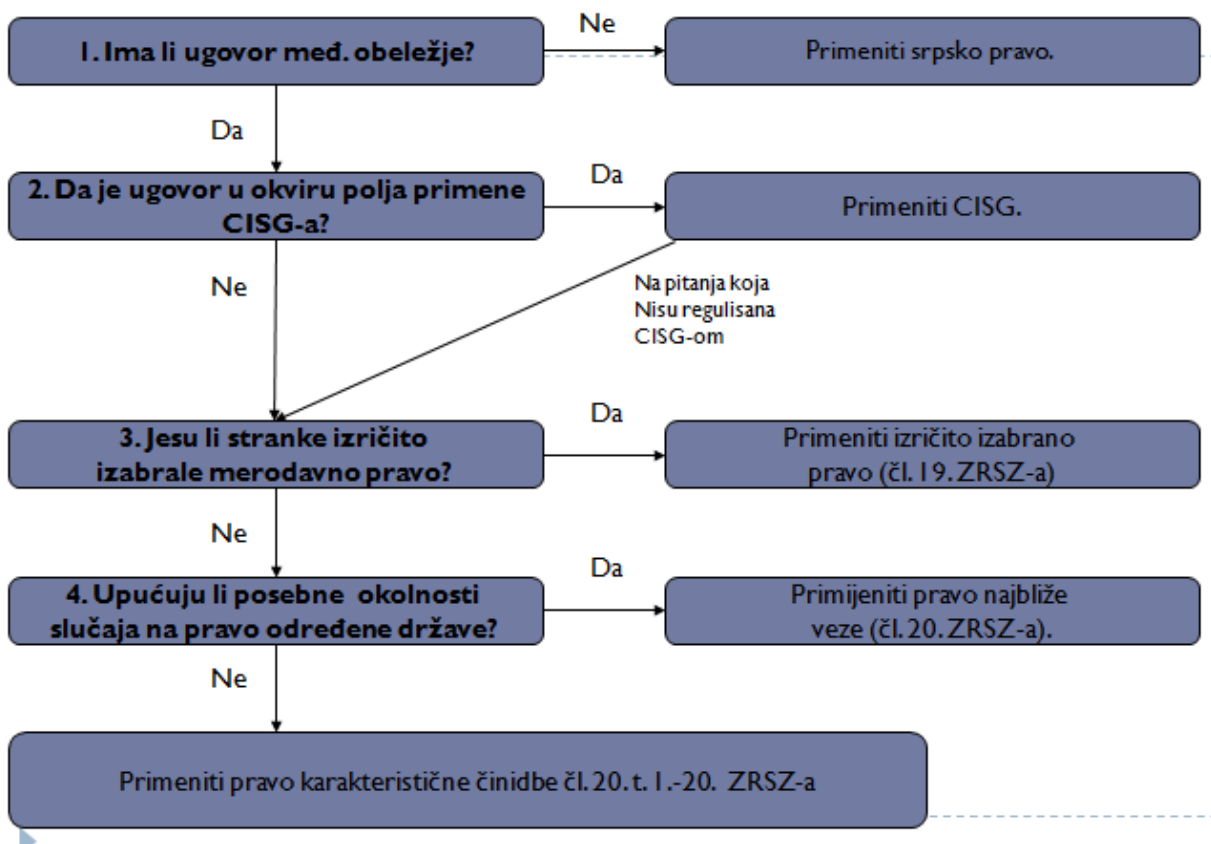 1. Ima li ugovor međ. obeležje?
Ne
Primeniti srpsko pravo.
Da
2. Da je ugovor u okviru polja primene
CISG-a?
Da
Primeniti CISG.
Ne
Na pitanja koja
Nisu regulisana
CISG-om
3. Jesu li stranke izričito
izabrale merodavno pravo?
Da
Primeniti izričito izabrano
pravo (čl. 19. ZRSZ-a)
Ne
4. Upućuju li posebne okolnosti
slučaja na pravo određene države?
Da
Primijeniti pravo najbliže
veze (čl. 20. ZRSZ-a).
Ne
Primeniti pravo karakteristične činidbe čl. 20. t. 1.-20. ZRSZ-a